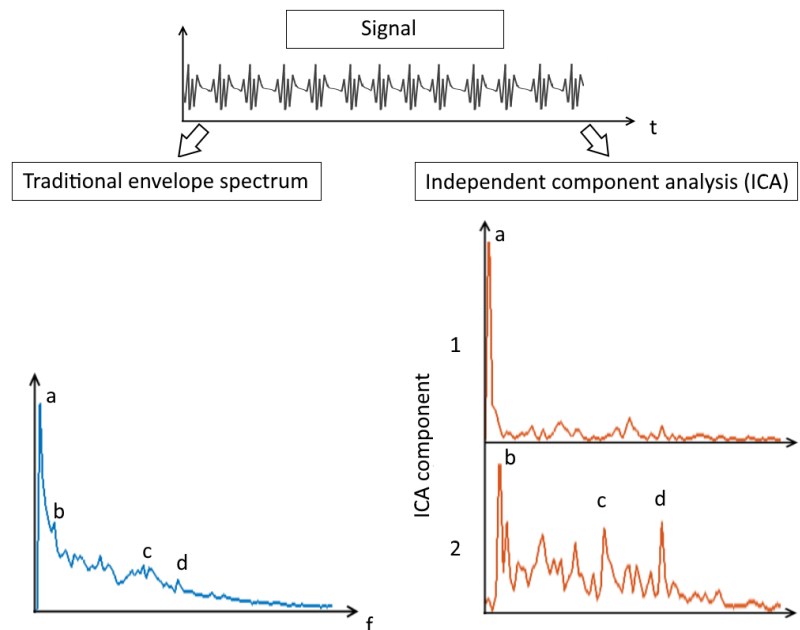 Signal
t
Traditional envelope spectrum
Independent component analysis (ICA)
a
b
c
d
f
ICA component
1
a
2
b
c
d